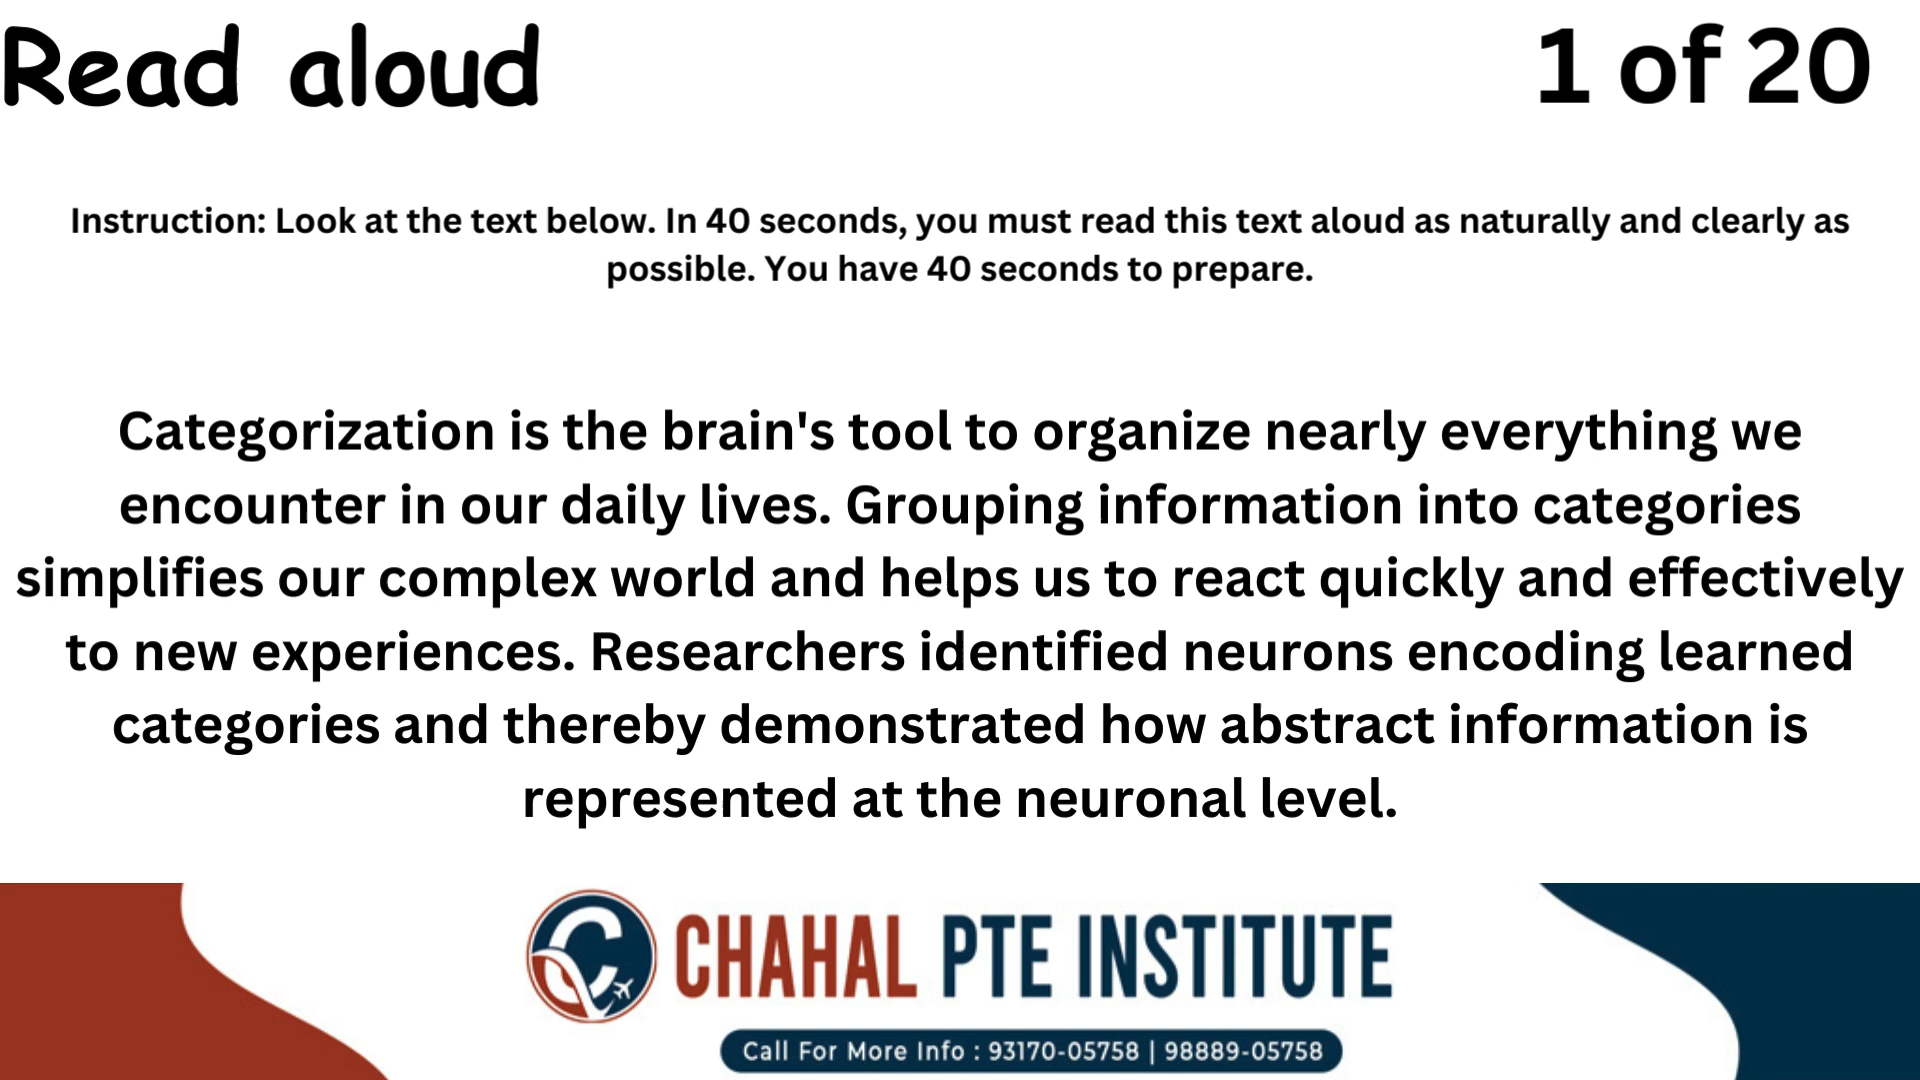 Read aloud
1 of 20
Instruction: Look at the text below. In 40 seconds, you must read this text aloud as naturally and clearly as
possible. You have 40 seconds to prepare.
Categorization is the brain's tool to organize nearly everything we
encounter in our daily lives. Grouping information into categories
simplifies our complex world and helps us to react quickly and effectively
to new experiences. Researchers identified neurons encoding learned
categories and thereby demonstrated how abstract information is
represented at the neuronal level.
CHAHAL PTE INSTITUTE
Call For More Info : 93170-05758 | 98889-05758